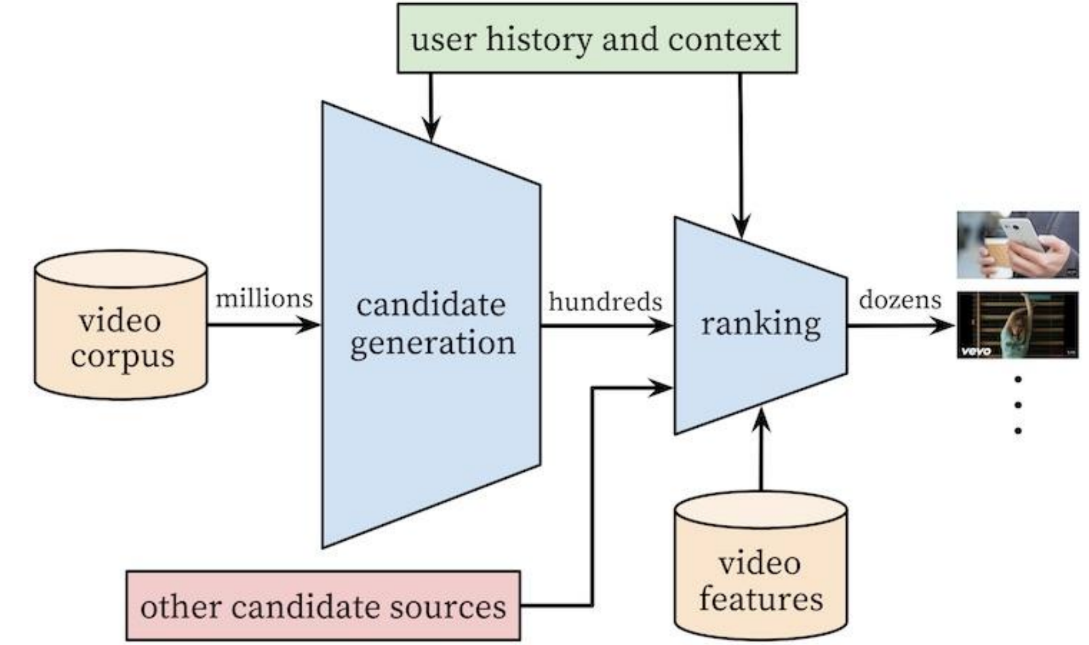 user history and context
video
corpus
millions
candidate
generation
hundreds
ranking
dozens
vevo
other candidate sources
video
features